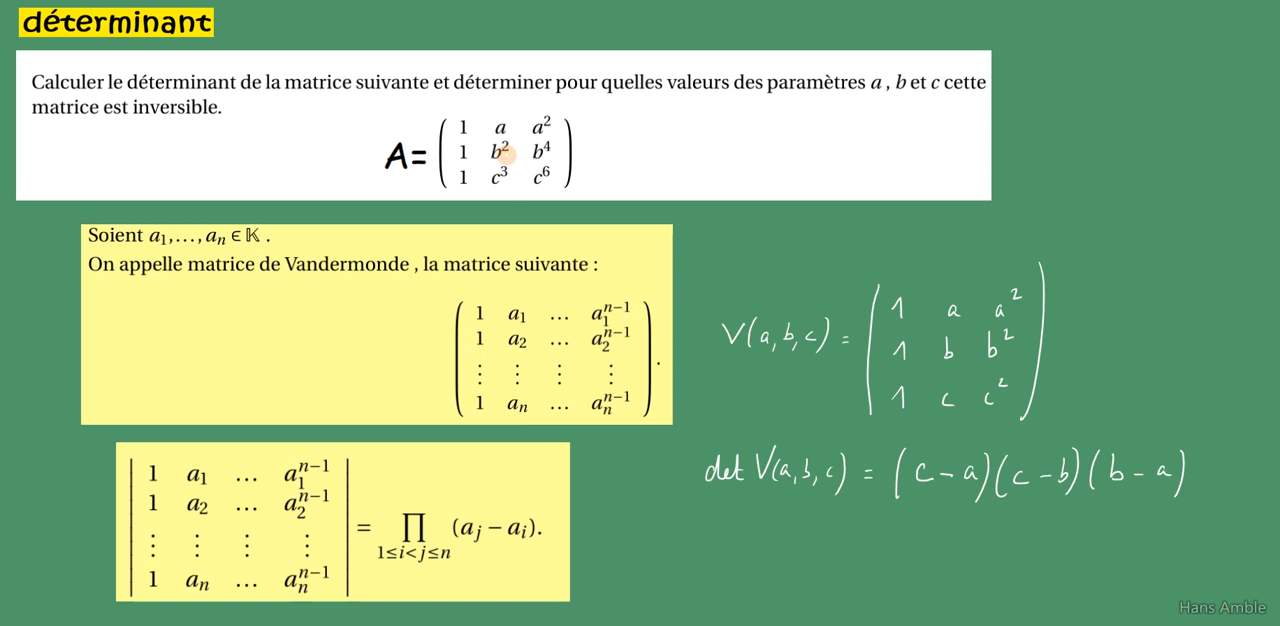 déterminant
Calculer le déterminant de la matrice suivante et déterminer pour quelles valeurs des paramètres a , b et c cette
matrice est inversible.
A= ( 1 a a²
1 b² b⁴
1 c³ c⁶ )
Soient a₁,…,aₙ ∈ 𝕂 .
On appelle matrice de Vandermonde , la matrice suivante :
( 1 a₁ … a₁ⁿ⁻¹
1 a₂ … a₂ⁿ⁻¹
⋮ ⋮ ⋮ ⋮
1 aₙ … aₙⁿ⁻¹ ) .
V(a,b,c) = ( 1 a a²
1 b b²
1 c c² )
| 1 a₁ … a₁ⁿ⁻¹
1 a₂ … a₂ⁿ⁻¹
⋮ ⋮ ⋮ ⋮
1 aₙ … aₙⁿ⁻¹ | = ∏ (aⱼ − aᵢ).
1≤i<j≤n
det V(a,b,c) = (c-a)(c-b)(b-a)
Hans Amble